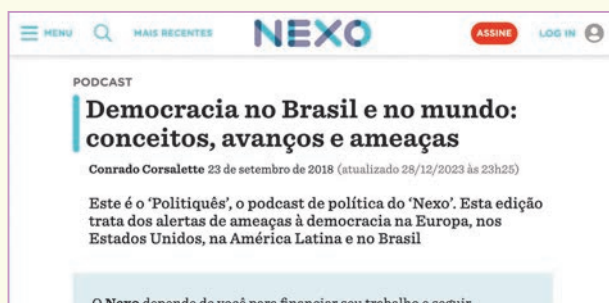 MENU MAIS RECENTES NEXO ASSINE LOG IN
PODCAST
Democracia no Brasil e no mundo:
conceitos, avanços e ameaças
Conrado Corsalette 23 de setembro de 2018 (atualizado 28/12/2023 às 23h25)
Este é o ‘Politiquês’, o podcast de política do ‘Nexo’. Esta edição
trata dos alertas de ameaças à democracia na Europa, nos
Estados Unidos, na América Latina e no Brasil
O Nexo depende de você para financiar seu trabalho e seguir